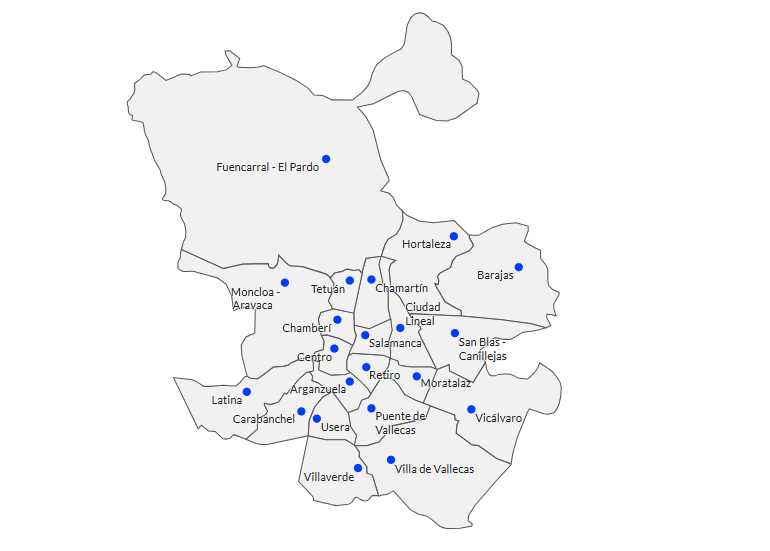 Fuencarral - El Pardo
Hortaleza
Barajas
Moncloa -
Aravaca
Tetuán
Chamartín
Ciudad
Lineal
Chamberí
Salamanca
San Blas -
Canillejas
Centro
Retiro
Moratalaz
Arganzuela
Latina
Carabanchel
Usera
Puente de
Vallecas
Vicálvaro
Villaverde
Villa de Vallecas